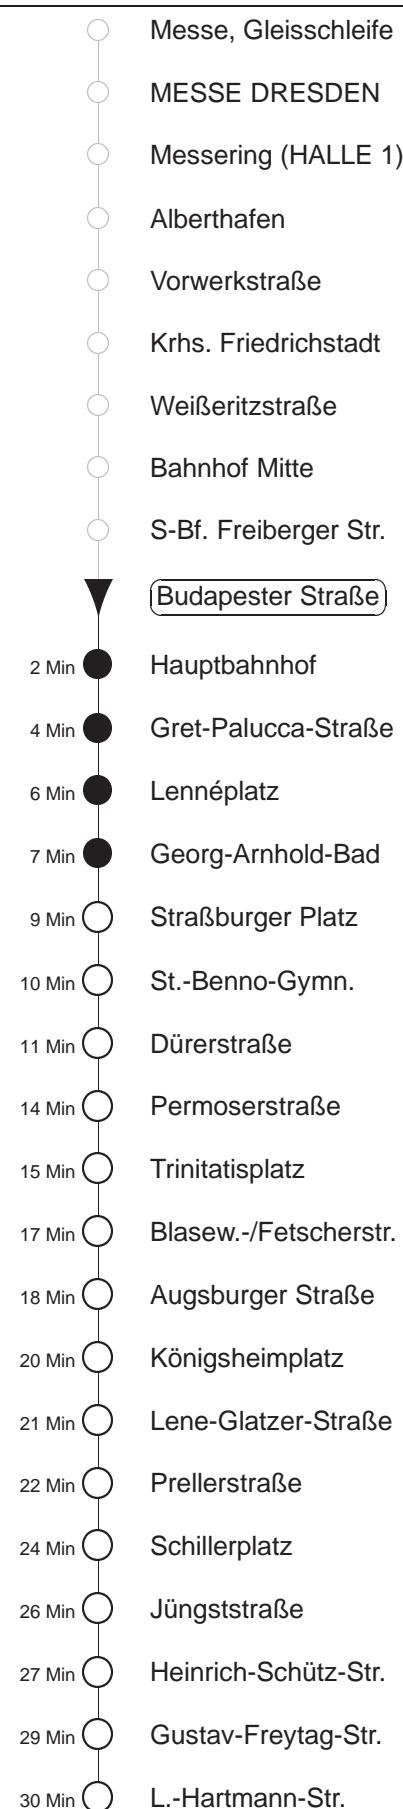 Messe, Gleisschleife
MESSE DRESDEN
Messering (HALLE 1)
Alberthafen
Vorwerkstraße
Krhs. Friedrichstadt
Weißeritzstraße
Bahnhof Mitte
S-Bf. Freiberger Str.
Budapester Straße
2 Min Hauptbahnhof
4 Min Gret-Palucca-Straße
6 Min Lennéplatz
7 Min Georg-Arnhold-Bad
9 Min Straßburger Platz
10 Min St.-Benno-Gymn.
11 Min Dürerstraße
14 Min Permoserstraße
15 Min Trinitatisplatz
17 Min Blasew.-/Fetscherstr.
18 Min Augsburger Straße
20 Min Königsheimplatz
21 Min Lene-Glatzer-Straße
22 Min Prellerstraße
24 Min Schillerplatz
26 Min Jüngststraße
27 Min Heinrich-Schütz-Str.
29 Min Gustav-Freytag-Str.
30 Min L.-Hartmann-Str.